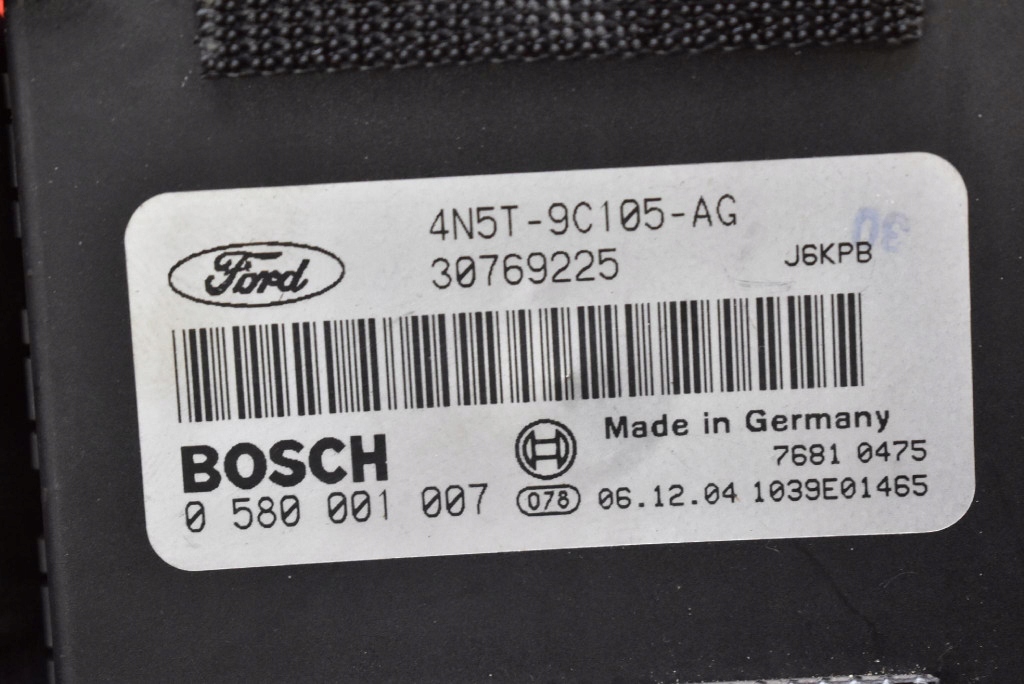 4N5T-9C105-AG
Ford
30769225 J6KPB
30
Made in Germany
BOSCH
7681 0475
0 580 001 007 078 06.12.04 1039E01465